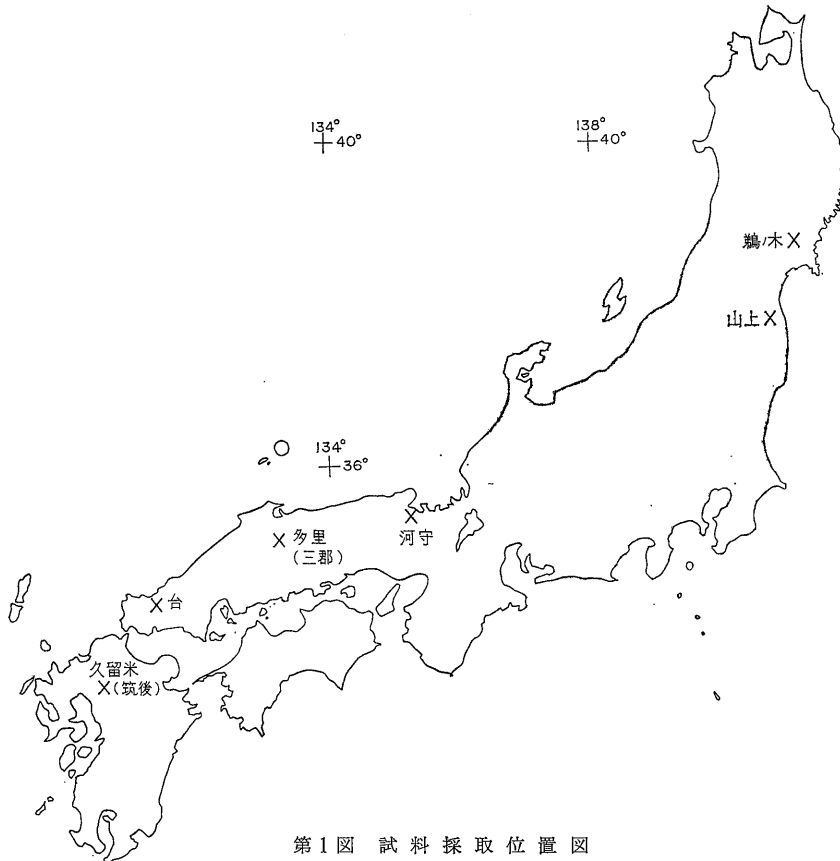 134°
40°
138°
40°
鵜ノ木
山上
134°
36°
多里
(三郡)
河守
台
久留米
(筑後)
第1図 試料採取位置図